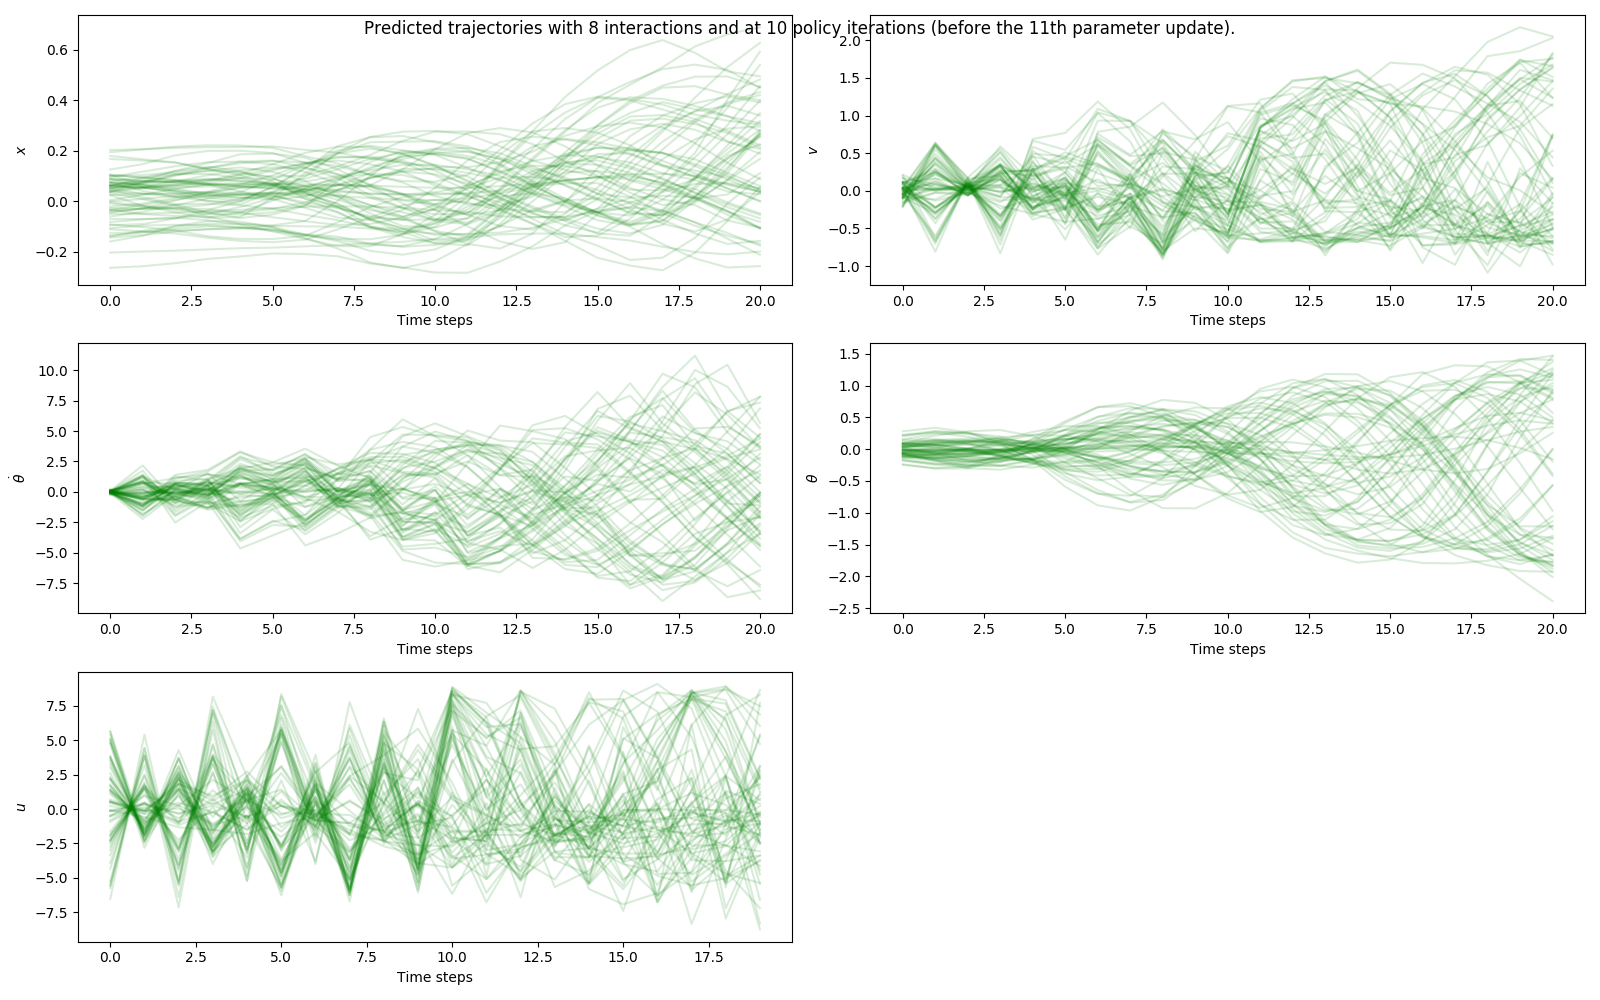 Predicted trajectories with 8 interactions and at 10 policy iterations (before the 11th parameter update).
0.6
0.4
0.2
0.0
−0.2
x
0.0 2.5 5.0 7.5 10.0 12.5 15.0 17.5 20.0
Time steps
2.0
1.5
1.0
0.5
0.0
−0.5
−1.0
v
0.0 2.5 5.0 7.5 10.0 12.5 15.0 17.5 20.0
Time steps
10.0
7.5
5.0
2.5
0.0
−2.5
−5.0
−7.5
θ̇
0.0 2.5 5.0 7.5 10.0 12.5 15.0 17.5 20.0
Time steps
1.5
1.0
0.5
0.0
−0.5
−1.0
−1.5
−2.0
−2.5
θ
0.0 2.5 5.0 7.5 10.0 12.5 15.0 17.5 20.0
Time steps
7.5
5.0
2.5
0.0
−2.5
−5.0
−7.5
u
0.0 2.5 5.0 7.5 10.0 12.5 15.0 17.5
Time steps